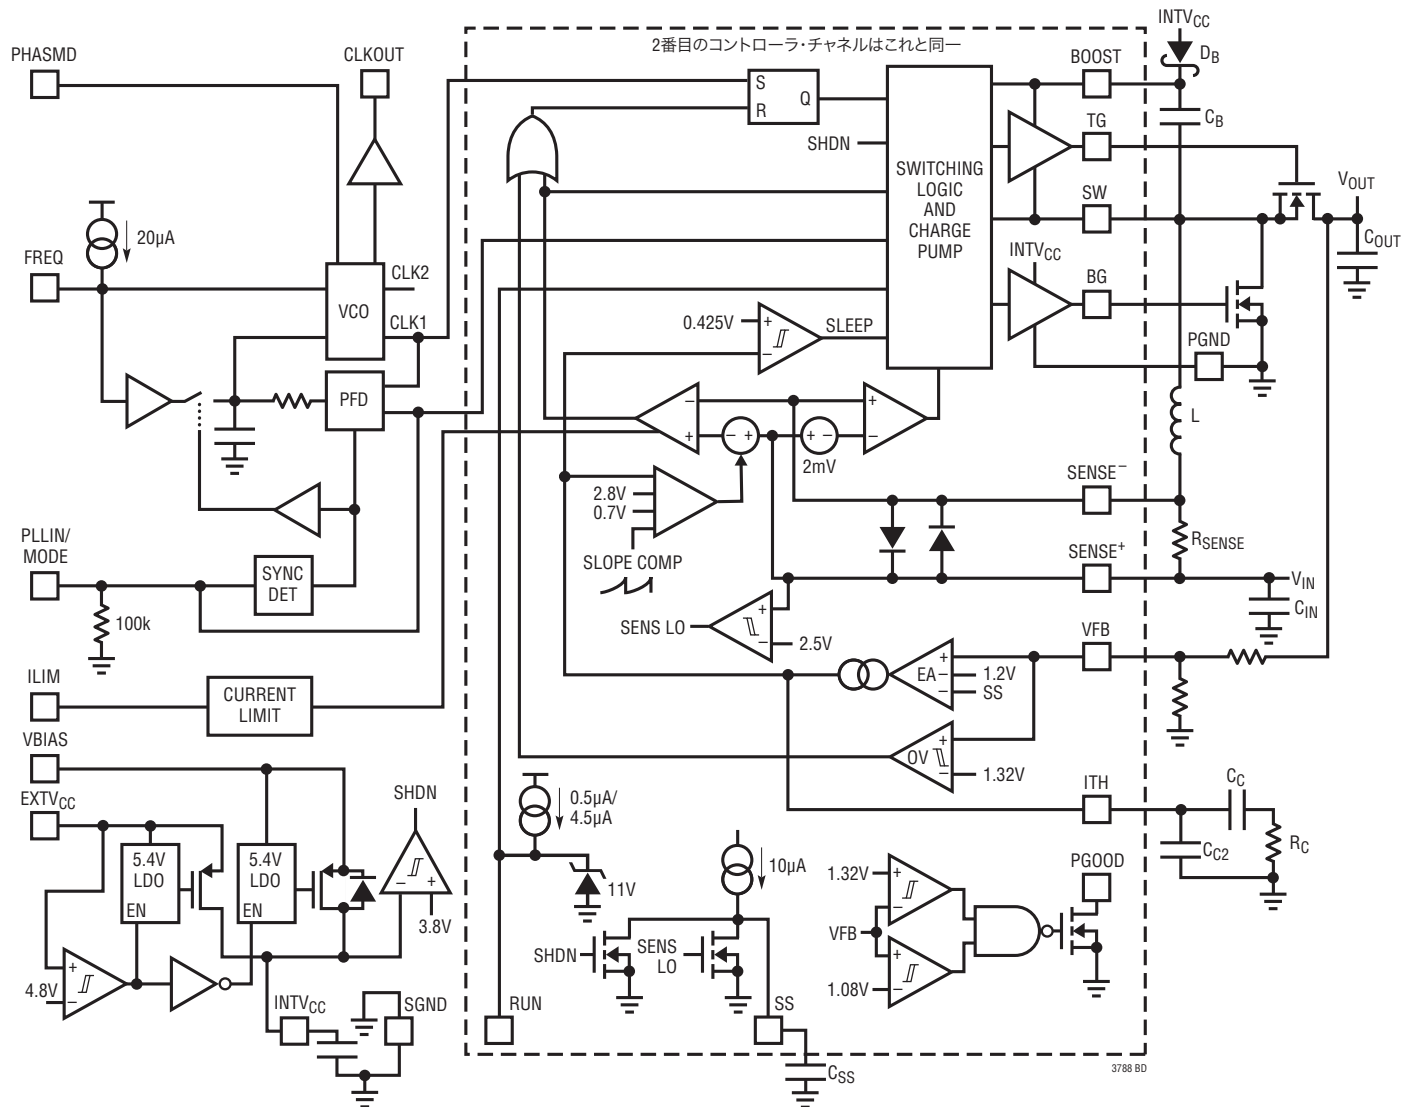 PHASMD
CLKOUT
2番目のコントローラ・チャネルはこれと同一
INTVCC
DB
BOOST
CB
S
R
Q
TG
SHDN
SWITCHING
LOGIC
AND
CHARGE
PUMP
SW
VOUT
COUT
20µA
FREQ
CLK2
VCO
CLK1
INTVCC
BG
0.425V
+
−
SLEEP
PGND
PFD
L
−
+
− +
+ −
2mV
+
−
2.8V
0.7V
SLOPE COMP
SENSE−
RSENSE
SENSE+
VIN
CIN
PLLIN/
MODE
SYNC
DET
100k
SENS LO
+
−
2.5V
VFB
EA
+
−
−
1.2V
SS
ILIM
CURRENT
LIMIT
OV
+
−
1.32V
VBIAS
EXTVCC
SHDN
5.4V
LDO
EN
5.4V
LDO
EN
− +
3.8V
0.5µA/
4.5µA
11V
10µA
ITH
CC
CC2
RC
PGOOD
1.32V
+
−
VFB
+
−
1.08V
SHDN
SENS
LO
4.8V
+
−
INTVCC
SGND
RUN
SS
CSS
3788 BD